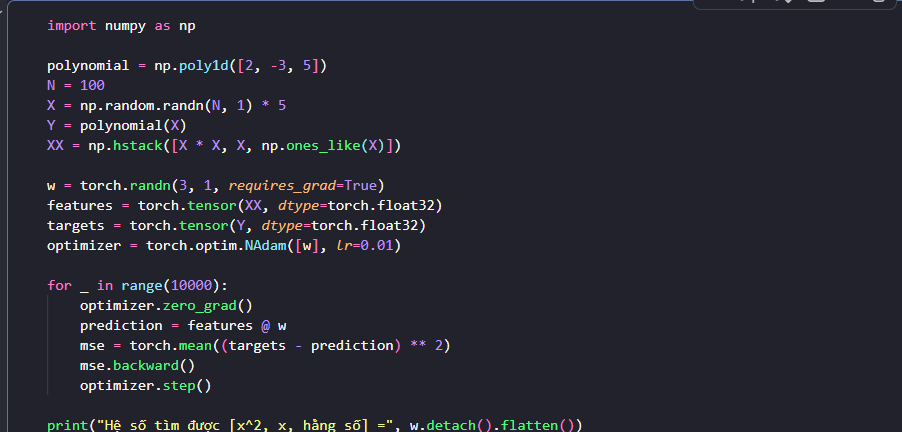 import numpy as np
polynomial = np.poly1d([2, -3, 5])
N = 100
X = np.random.randn(N, 1) * 5
Y = polynomial(X)
XX = np.hstack([X * X, X, np.ones_like(X)])
w = torch.randn(3, 1, requires_grad=True)
features = torch.tensor(XX, dtype=torch.float32)
targets = torch.tensor(Y, dtype=torch.float32)
optimizer = torch.optim.NAdam([w], lr=0.01)
for _ in range(10000):
    optimizer.zero_grad()
    prediction = features @ w
    mse = torch.mean((targets - prediction) ** 2)
    mse.backward()
    optimizer.step()
print("Hệ số tìm được [x^2, x, hằng số] =", w.detach().flatten())